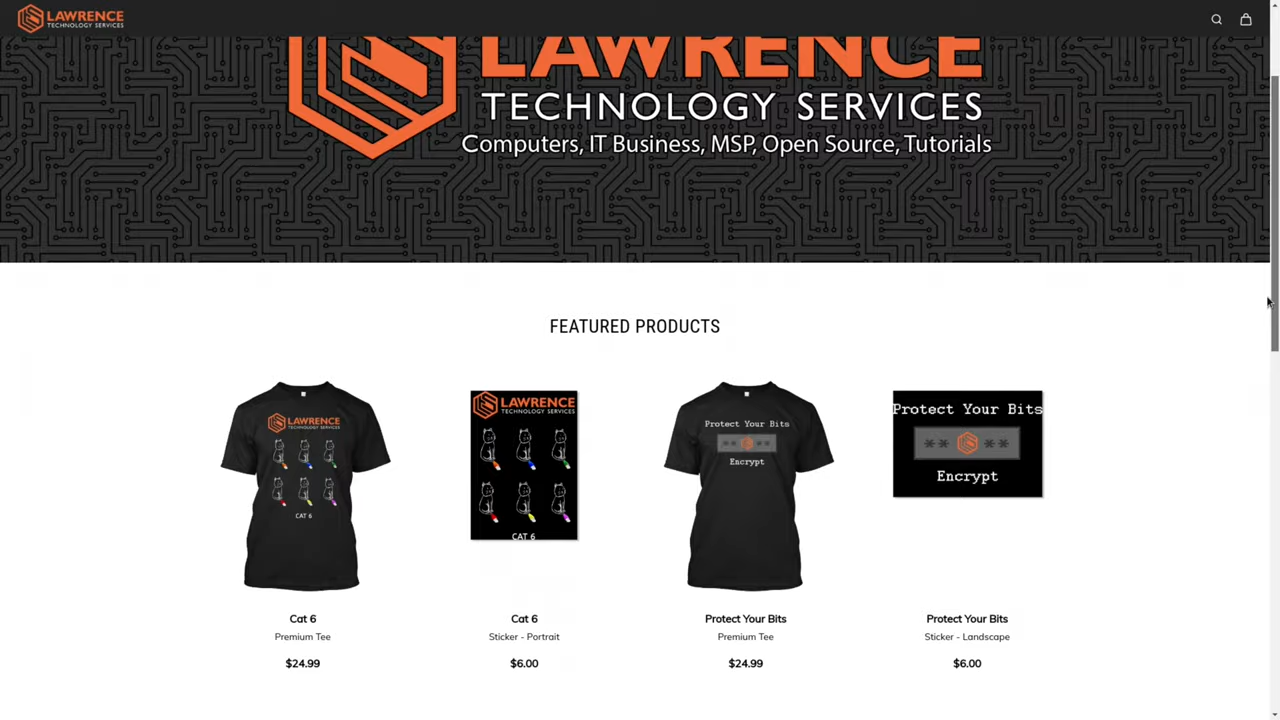 LAWRENCE
TECHNOLOGY SERVICES
LAWRENCE
TECHNOLOGY SERVICES
Computers, IT Business, MSP, Open Source, Tutorials
FEATURED PRODUCTS
LAWRENCE
TECHNOLOGY SERVICES
CAT 6
LAWRENCE
TECHNOLOGY SERVICES
CAT 6
Protect Your Bits
** **
Encrypt
Protect Your Bits
** **
Encrypt
Cat 6
Premium Tee
$24.99
Cat 6
Sticker - Portrait
$6.00
Protect Your Bits
Premium Tee
$24.99
Protect Your Bits
Sticker - Landscape
$6.00